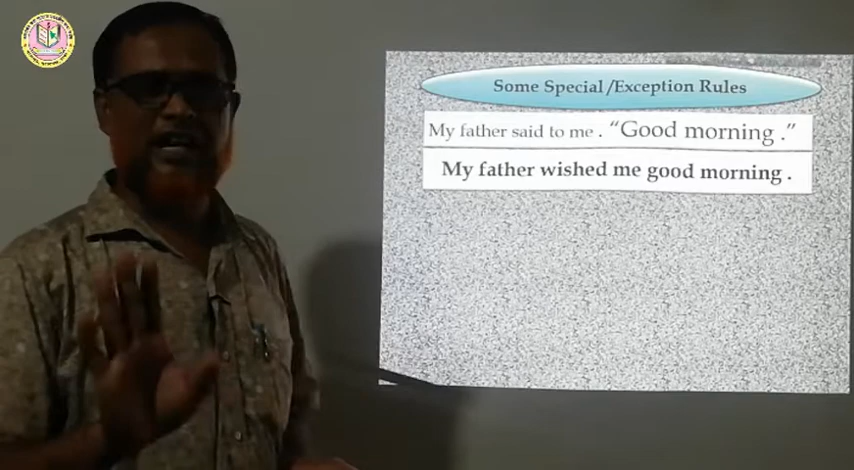 Some Special/Exception Rules
My father said to me . “Good morning .”
My father wished me good morning .